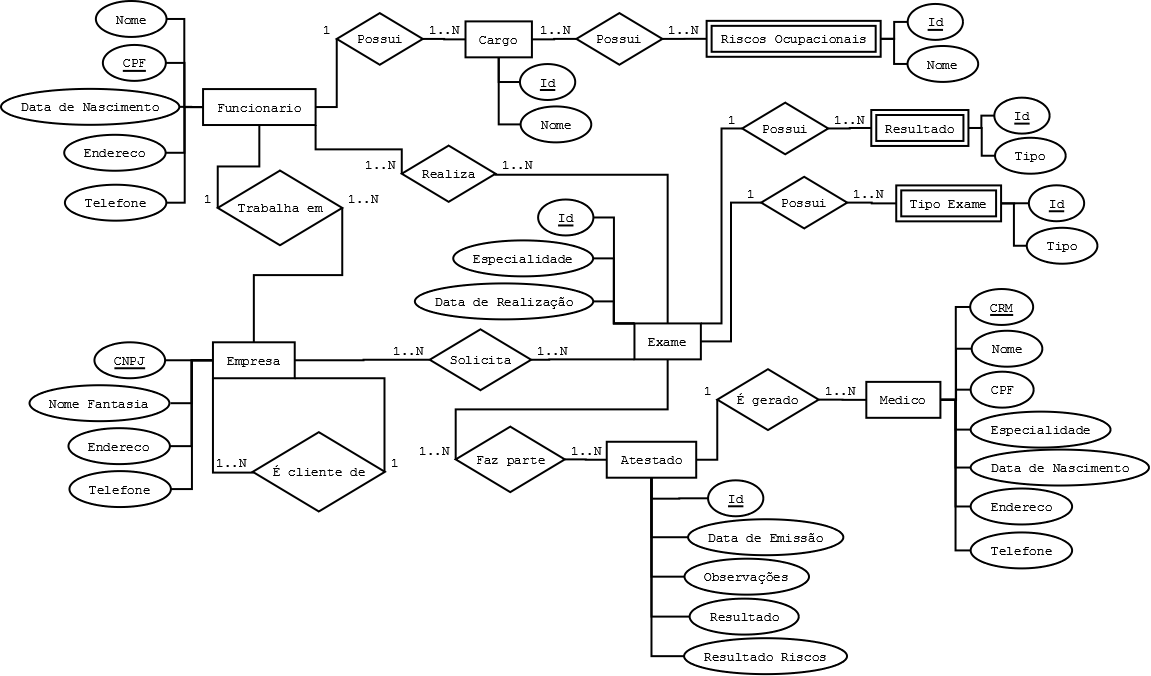 Nome
CPF
Data de Nascimento
Endereco
Telefone
Funcionario
1
Possui
1..N
Cargo
Id
Nome
1..N
Possui
1..N
Riscos Ocupacionais
Id
Nome
1
Possui
1..N
Resultado
Id
Tipo
1..N
Realiza
1..N
1
Trabalha em
1..N
1
Possui
1..N
Tipo Exame
Id
Tipo
Id
Especialidade
Data de Realização
Exame
CNPJ
Nome Fantasia
Endereco
Telefone
Empresa
1..N
Solicita
1..N
1..N
É cliente de
1
1..N
Faz parte
1..N
Atestado
1
É gerado
1..N
Medico
CRM
Nome
CPF
Especialidade
Data de Nascimento
Endereco
Telefone
Id
Data de Emissão
Observações
Resultado
Resultado Riscos